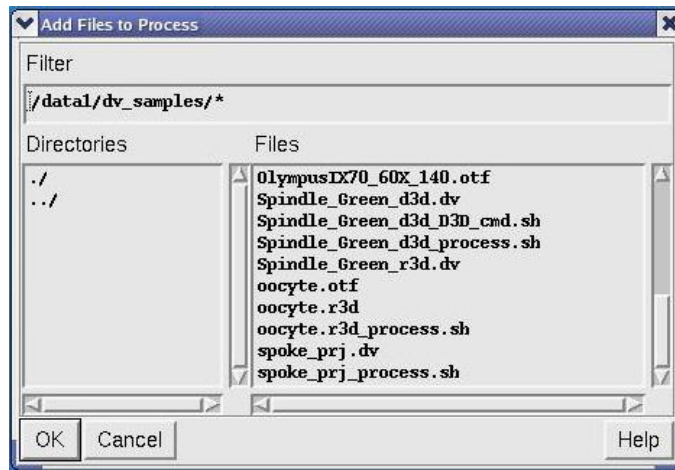 Add Files to Process
Filter
/data1/dv_samples/*
Directories
Files
./
../
OlympusIX70_60X_140.otf
Spindle_Green_d3d.dv
Spindle_Green_d3d_D3D_cmd.sh
Spindle_Green_d3d_process.sh
Spindle_Green_r3d.dv
oocyte.otf
oocyte.r3d
oocyte.r3d_process.sh
spoke_prj.dv
spoke_prj_process.sh
OK
Cancel
Help